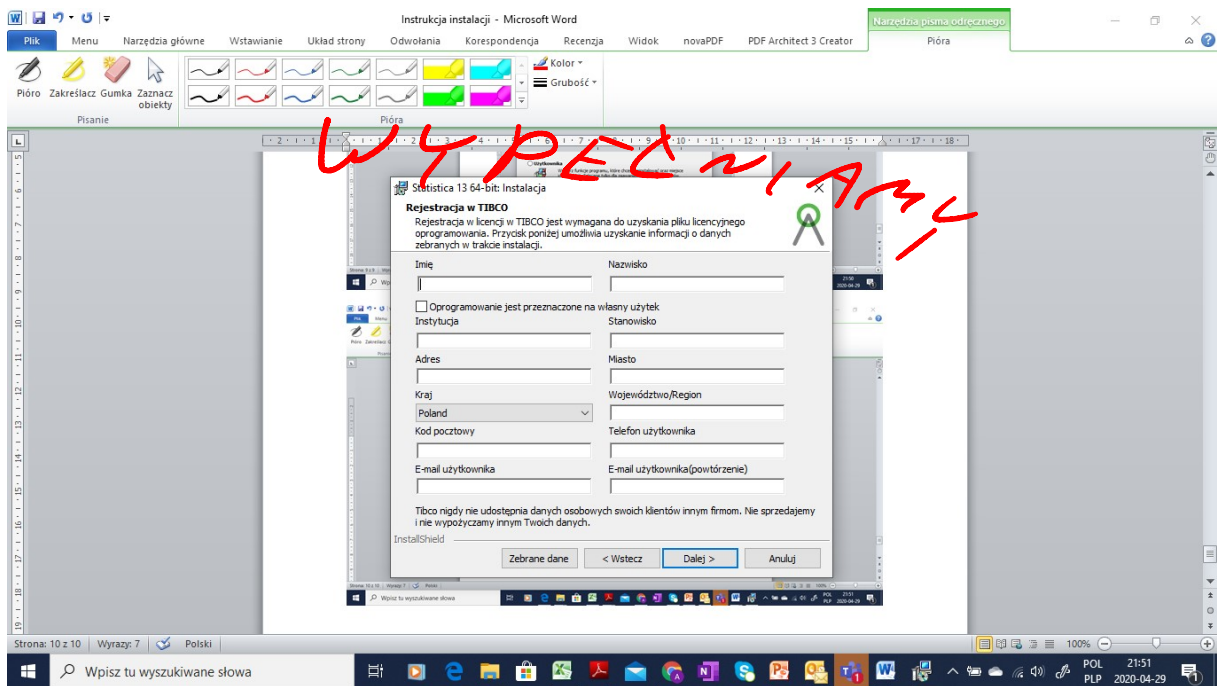 Instrukcja instalacji - Microsoft Word
Narzędzia pisma odręcznego
Plik Menu Narzędzia główne Wstawianie Układ strony Odwołania Korespondencja Recenzja Widok novaPDF PDF Architect 3 Creator Pióra
Pióro Zakreślacz Gumka Zaznacz obiekty
Kolor
Grubość
Pisanie Pióra
WYPEŁNIAMY
Statistica 13 64-bit: Instalacja
Rejestracja w TIBCO
Rejestracja w licencji w TIBCO jest wymagana do uzyskania pliku licencyjnego
oprogramowania. Przycisk poniżej umożliwia uzyskanie informacji o danych
zebranych w trakcie instalacji.
Imię Nazwisko
Oprogramowanie jest przeznaczone na własny użytek
Instytucja Stanowisko
Adres Miasto
Kraj Województwo/Region
Poland
Kod pocztowy Telefon użytkownika
E-mail użytkownika E-mail użytkownika(powtórzenie)
Tibco nigdy nie udostępnia danych osobowych swoich klientów innym firmom. Nie sprzedajemy
i nie wypożyczamy innym Twoich danych.
InstallShield
Zebrane dane < Wstecz Dalej > Anuluj
Wpisz tu wyszukiwane słowa
Strona: 10 z 10 Wyrazy: 7 Polski 100%
Wpisz tu wyszukiwane słowa
POL 21:51
PLP 2020-04-29